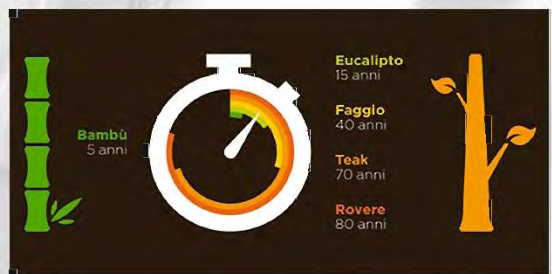 Bambù
5 anni
Eucalipto
15 anni
Faggio
40 anni
Teak
70 anni
Rovere
80 anni